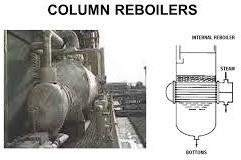 COLUMN REBOILERS
INTERNAL REBOILER
STEAM
BOTTOMS